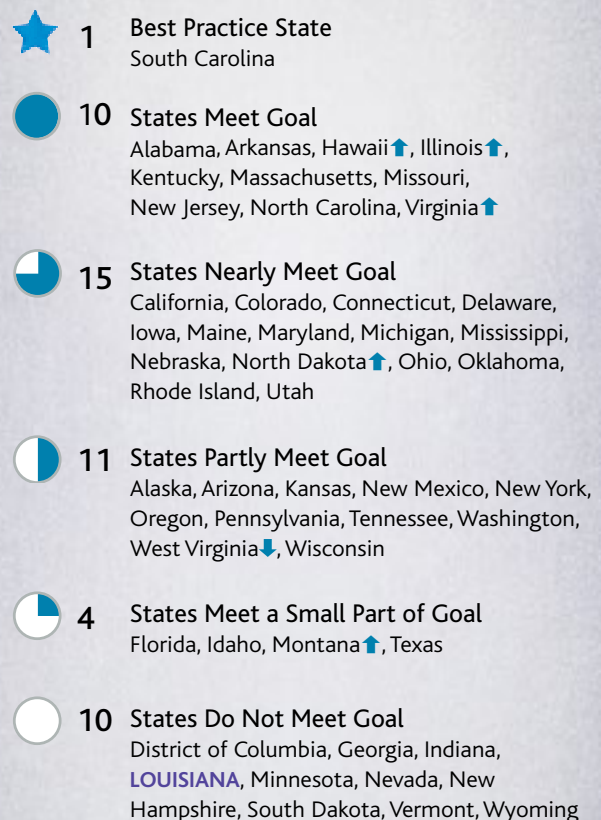 1 Best Practice State
South Carolina
10 States Meet Goal
Alabama, Arkansas, Hawaii⬆, Illinois⬆,
Kentucky, Massachusetts, Missouri,
New Jersey, North Carolina, Virginia⬆
15 States Nearly Meet Goal
California, Colorado, Connecticut, Delaware,
Iowa, Maine, Maryland, Michigan, Mississippi,
Nebraska, North Dakota⬆, Ohio, Oklahoma,
Rhode Island, Utah
11 States Partly Meet Goal
Alaska, Arizona, Kansas, New Mexico, New York,
Oregon, Pennsylvania, Tennessee, Washington,
West Virginia⬇, Wisconsin
4 States Meet a Small Part of Goal
Florida, Idaho, Montana⬆, Texas
10 States Do Not Meet Goal
District of Columbia, Georgia, Indiana,
LOUISIANA, Minnesota, Nevada, New
Hampshire, South Dakota, Vermont, Wyoming